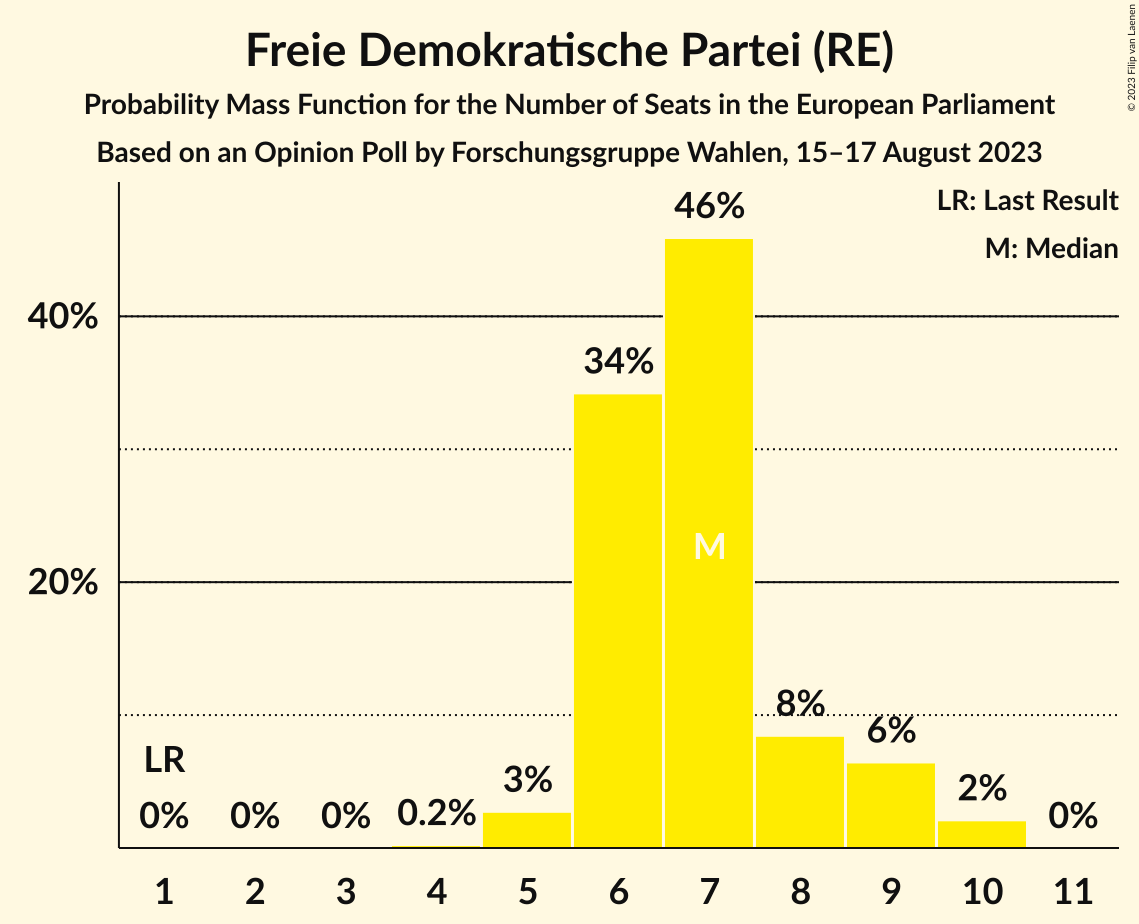 Freie Demokratische Partei (RE)
Probability Mass Function for the Number of Seats in the European Parliament
Based on an Opinion Poll by Forschungsgruppe Wahlen, 15–17 August 2023
© 2023 Filip van Laenen
LR: Last Result
M: Median
46%
40%
34%
M
20%
8%
6%
LR
3%
2%
0%
0%
0%
0.2%
0%
1 2 3 4 5 6 7 8 9 10 11